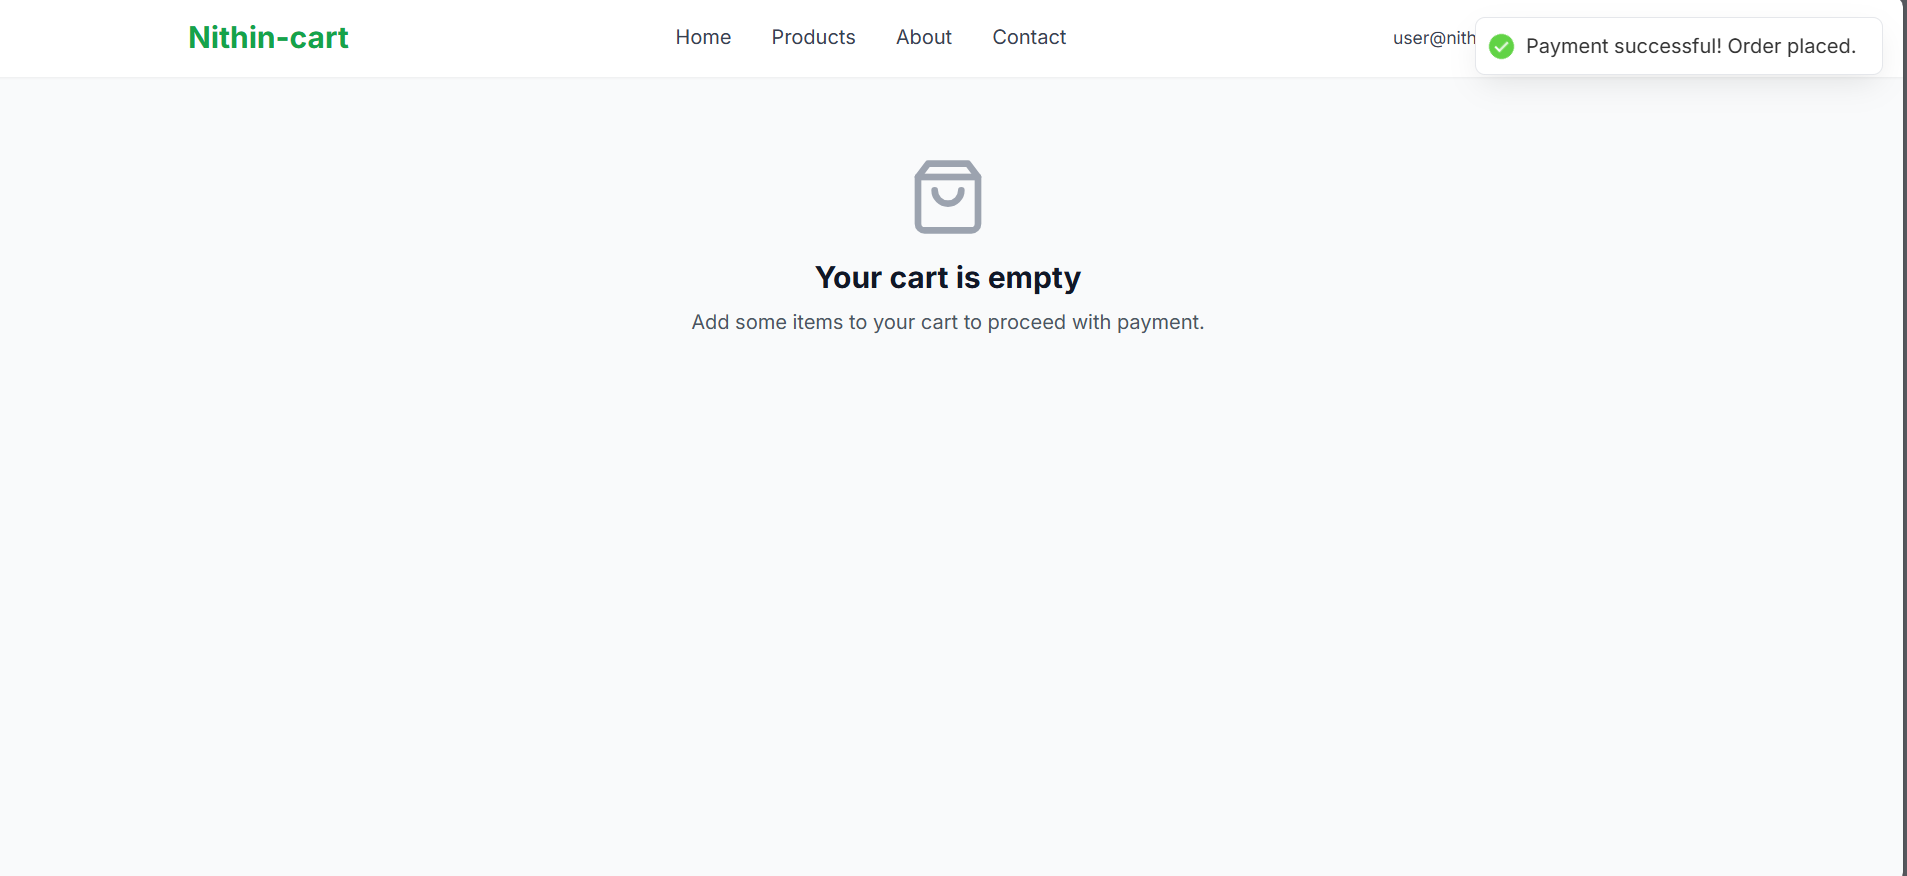 Nithin-cart
Home
Products
About
Contact
user@nith
Payment successful! Order placed.
Your cart is empty
Add some items to your cart to proceed with payment.